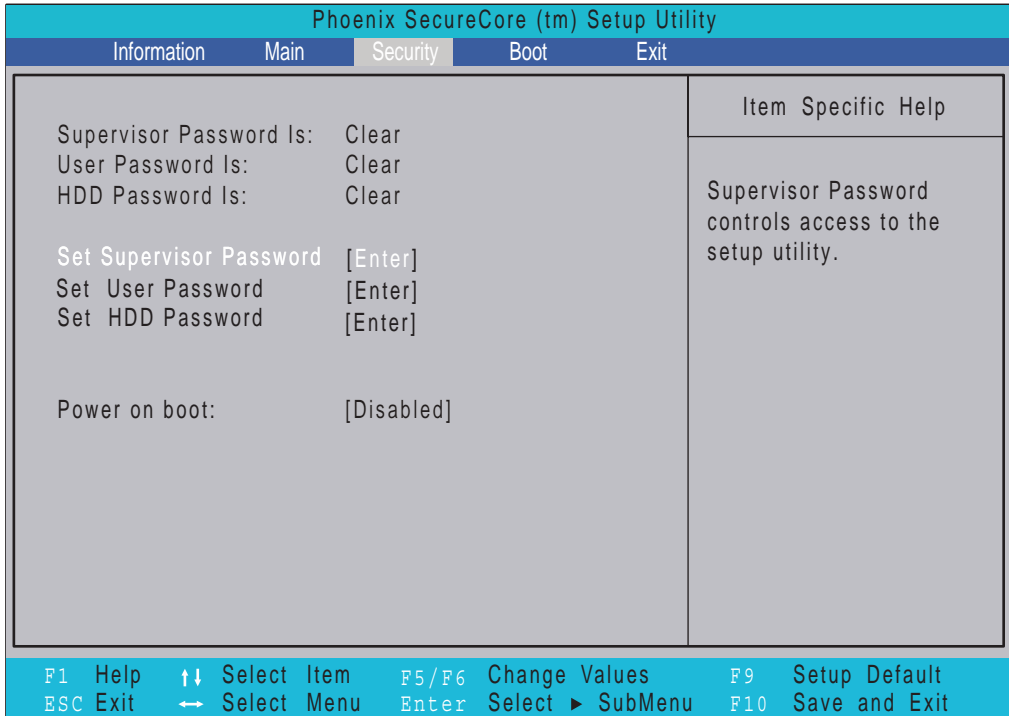 Phoenix SecureCore (tm) Setup Utility
Information Main Security Boot Exit
Item Specific Help
Supervisor Password Is: Clear
User Password Is: Clear
HDD Password Is: Clear
Supervisor Password
controls access to the
setup utility.
Set Supervisor Password [Enter]
Set User Password [Enter]
Set HDD Password [Enter]
Power on boot: [Disabled]
F1 Help ↑↓ Select Item F5/F6 Change Values F9 Setup Default
ESC Exit ↔ Select Menu Enter Select ► SubMenu F10 Save and Exit